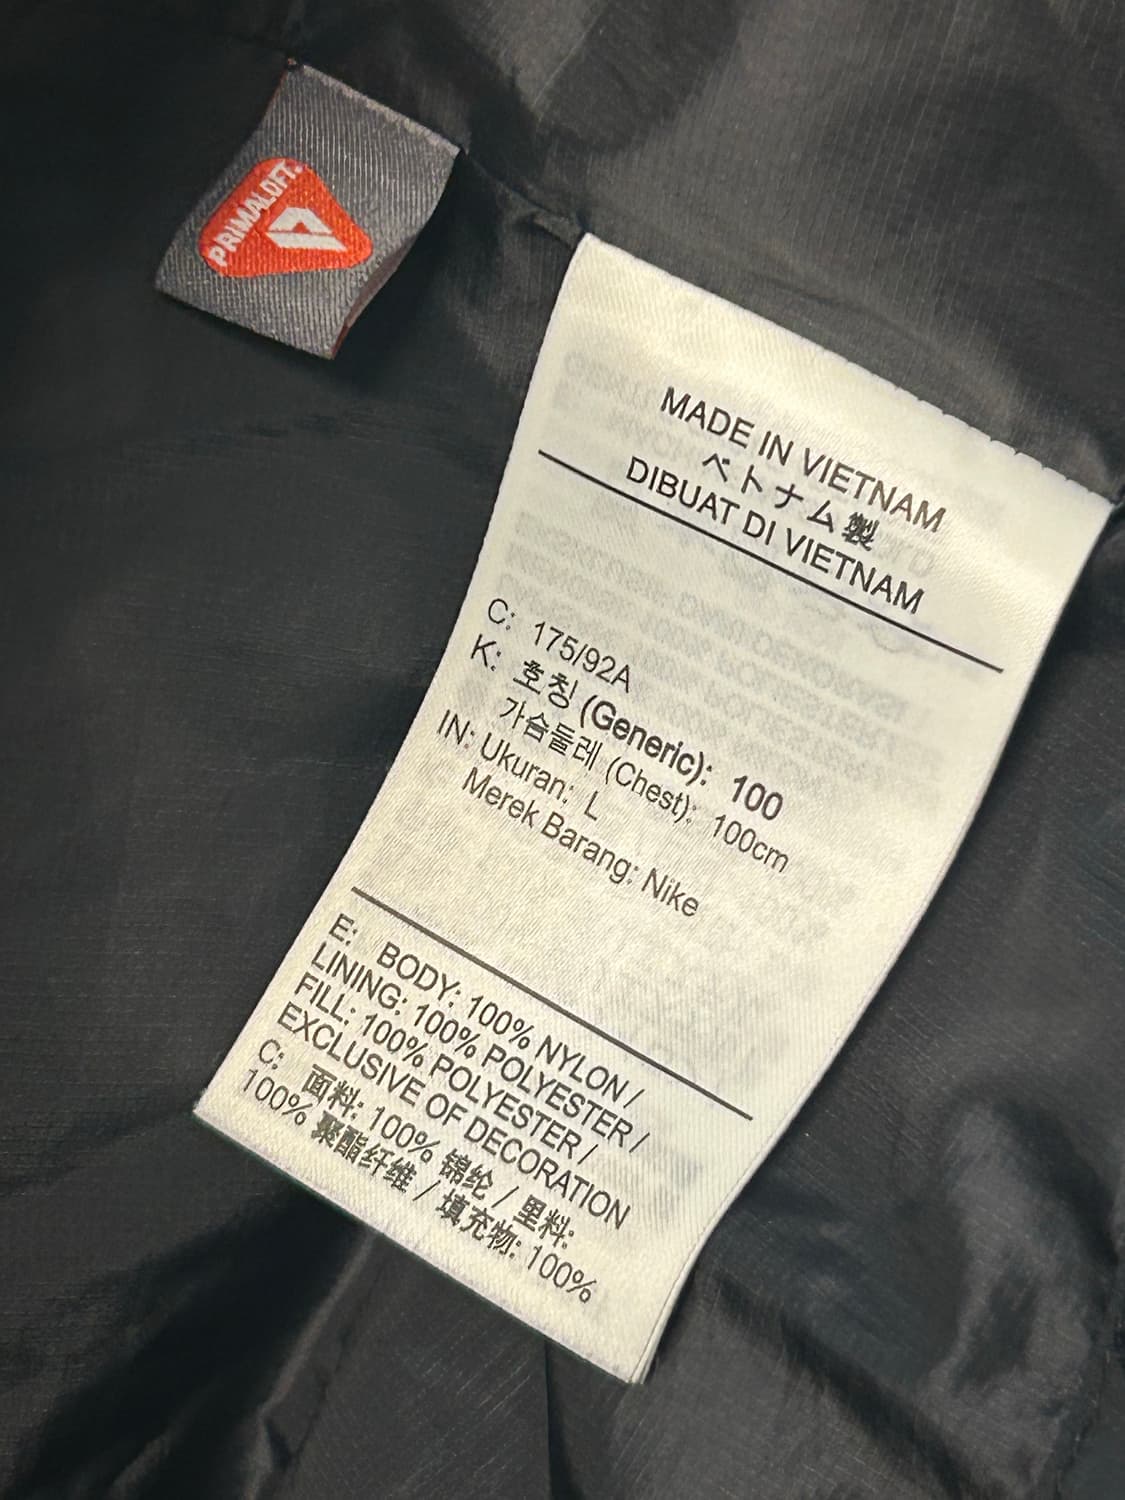 PRIMALOFT.
MADE IN VIETNAM
ベトナム製
DIBUAT DI VIETNAM
C: 175/92A
K: 호칭 (Generic): 100
가슴둘레 (Chest): 100cm
IN: Ukuran: L
Merek Barang: Nike
E: BODY: 100% NYLON /
LINING: 100% POLYESTER /
FILL: 100% POLYESTER /
EXCLUSIVE OF DECORATION
C: 面料: 100% 锦纶 / 里料:
100% 聚酯纤维 / 填充物: 100%